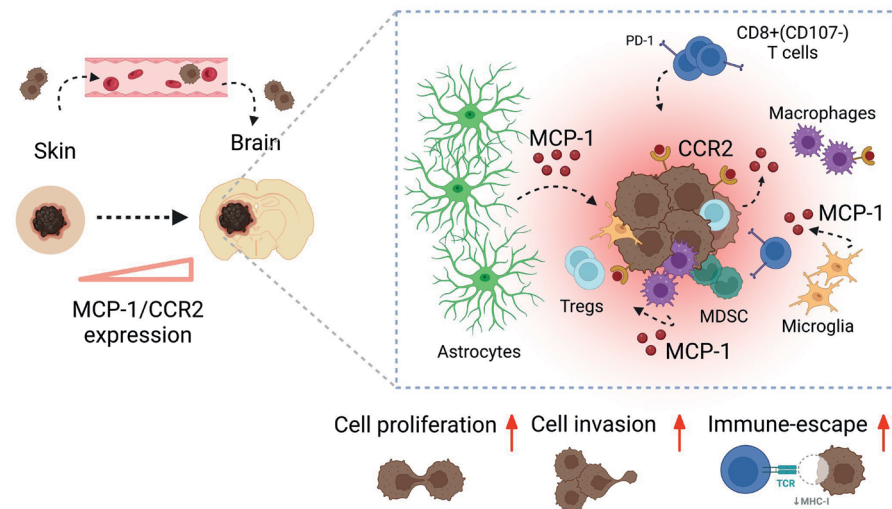 Skin
Brain
MCP-1/CCR2
expression
PD-1
CD8+(CD107-)
T cells
MCP-1
CCR2
Macrophages
MCP-1
Tregs
MDSC
Microglia
MCP-1
Astrocytes
Cell proliferation
Cell invasion
Immune-escape
TCR
↓MHC-I